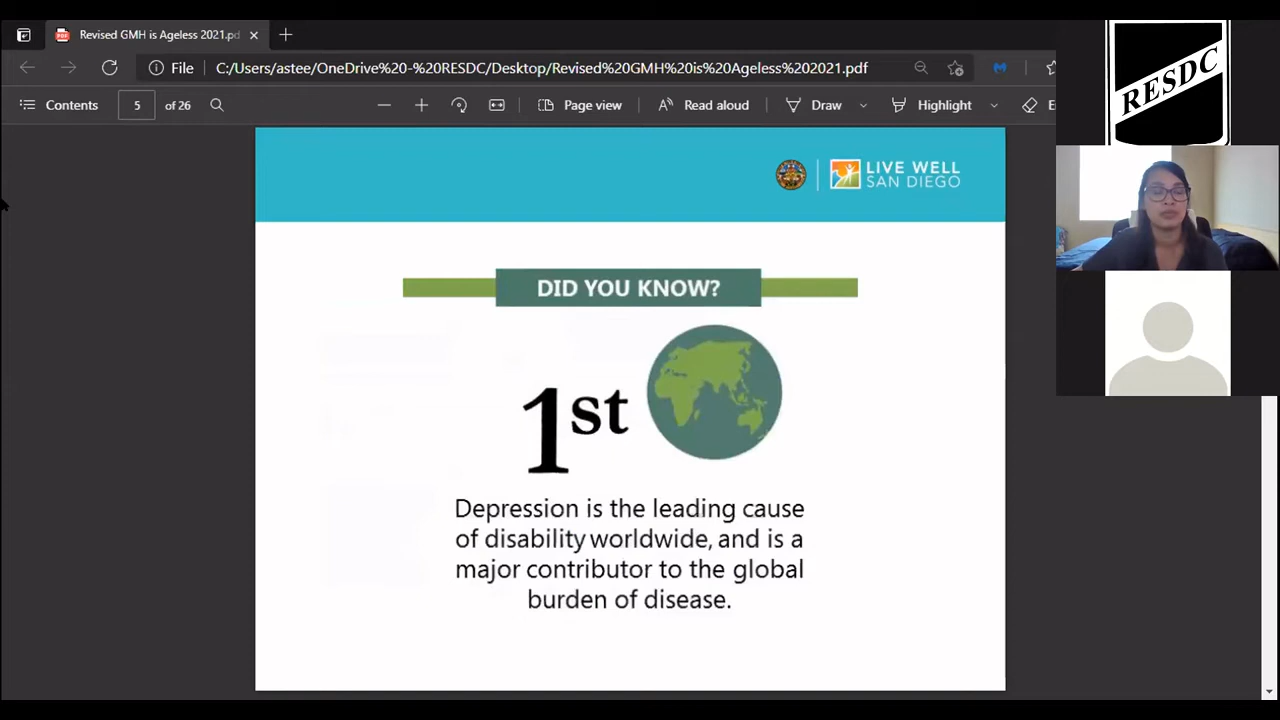 Revised GMH is Ageless 2021.pd
File
C:/Users/astee/OneDrive%20-%20RESDC/Desktop/Revised%20GMH%20is%20Ageless%202021.pdf
Contents
5
of 26
Page view
Read aloud
Draw
Highlight
E
RESDC
LIVE WELL
SAN DIEGO
DID YOU KNOW?
1st
Depression is the leading cause
of disability worldwide, and is a
major contributor to the global
burden of disease.